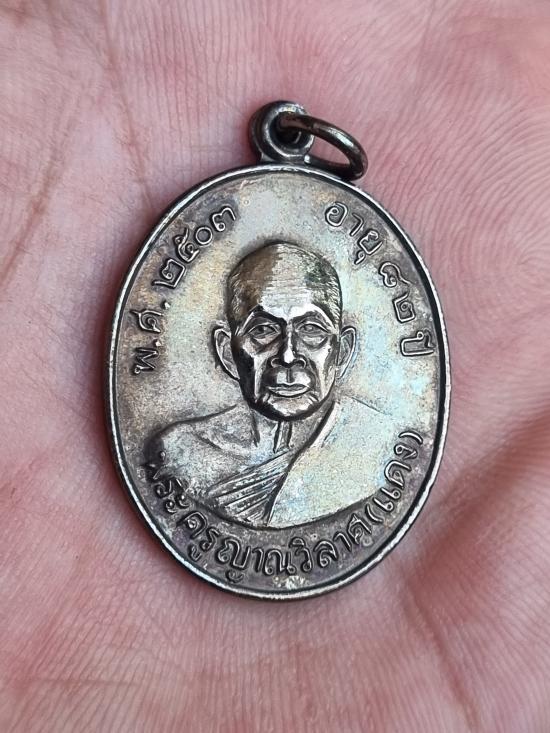 พ.ศ. ๒๕๐๓
อายุ ๘๒ ปี
พระครูญาณวิลาศ(แดง)